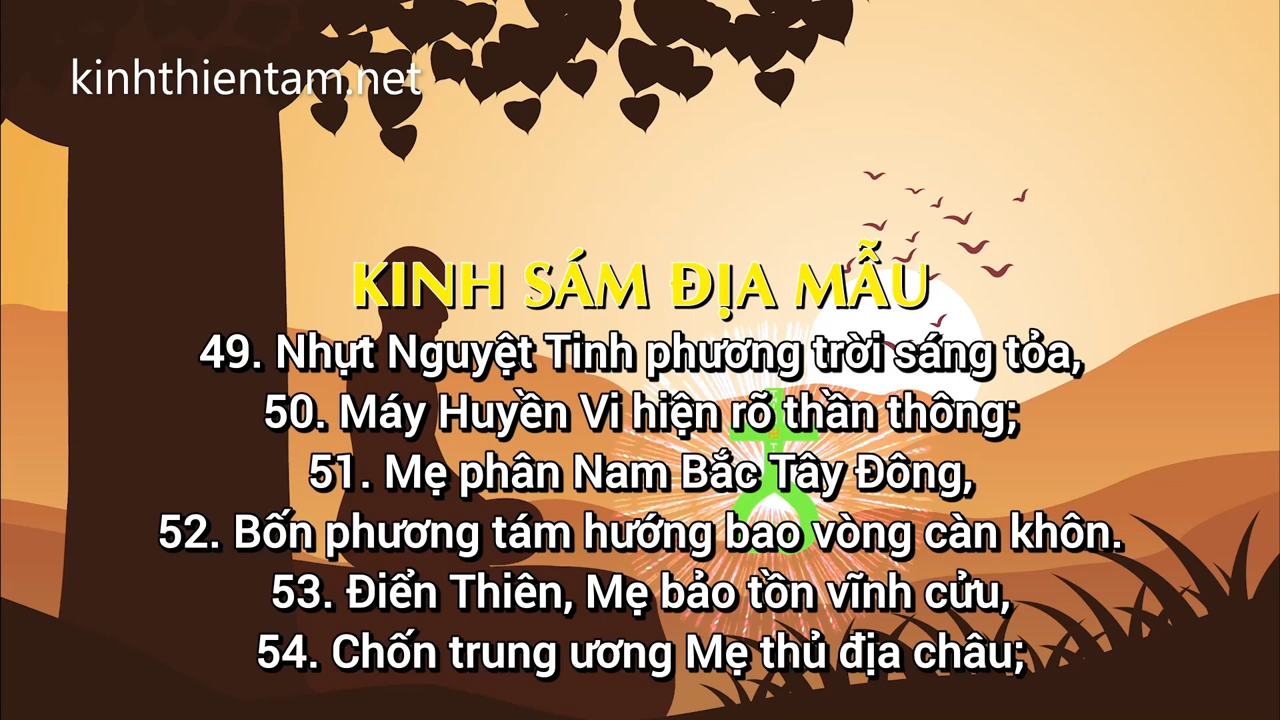 kinhthientam.net
KINH SÁM ĐỊA MẪU
49. Nhựt Nguyệt Tinh phương trời sáng tỏa,
50. Máy Huyền Vi hiện rõ thần thông;
51. Mẹ phân Nam Bắc Tây Đông,
52. Bốn phương tám hướng bao vòng càn khôn.
53. Điển Thiên, Mẹ bảo tồn vĩnh cửu,
54. Chốn trung ương Mẹ thủ địa châu;